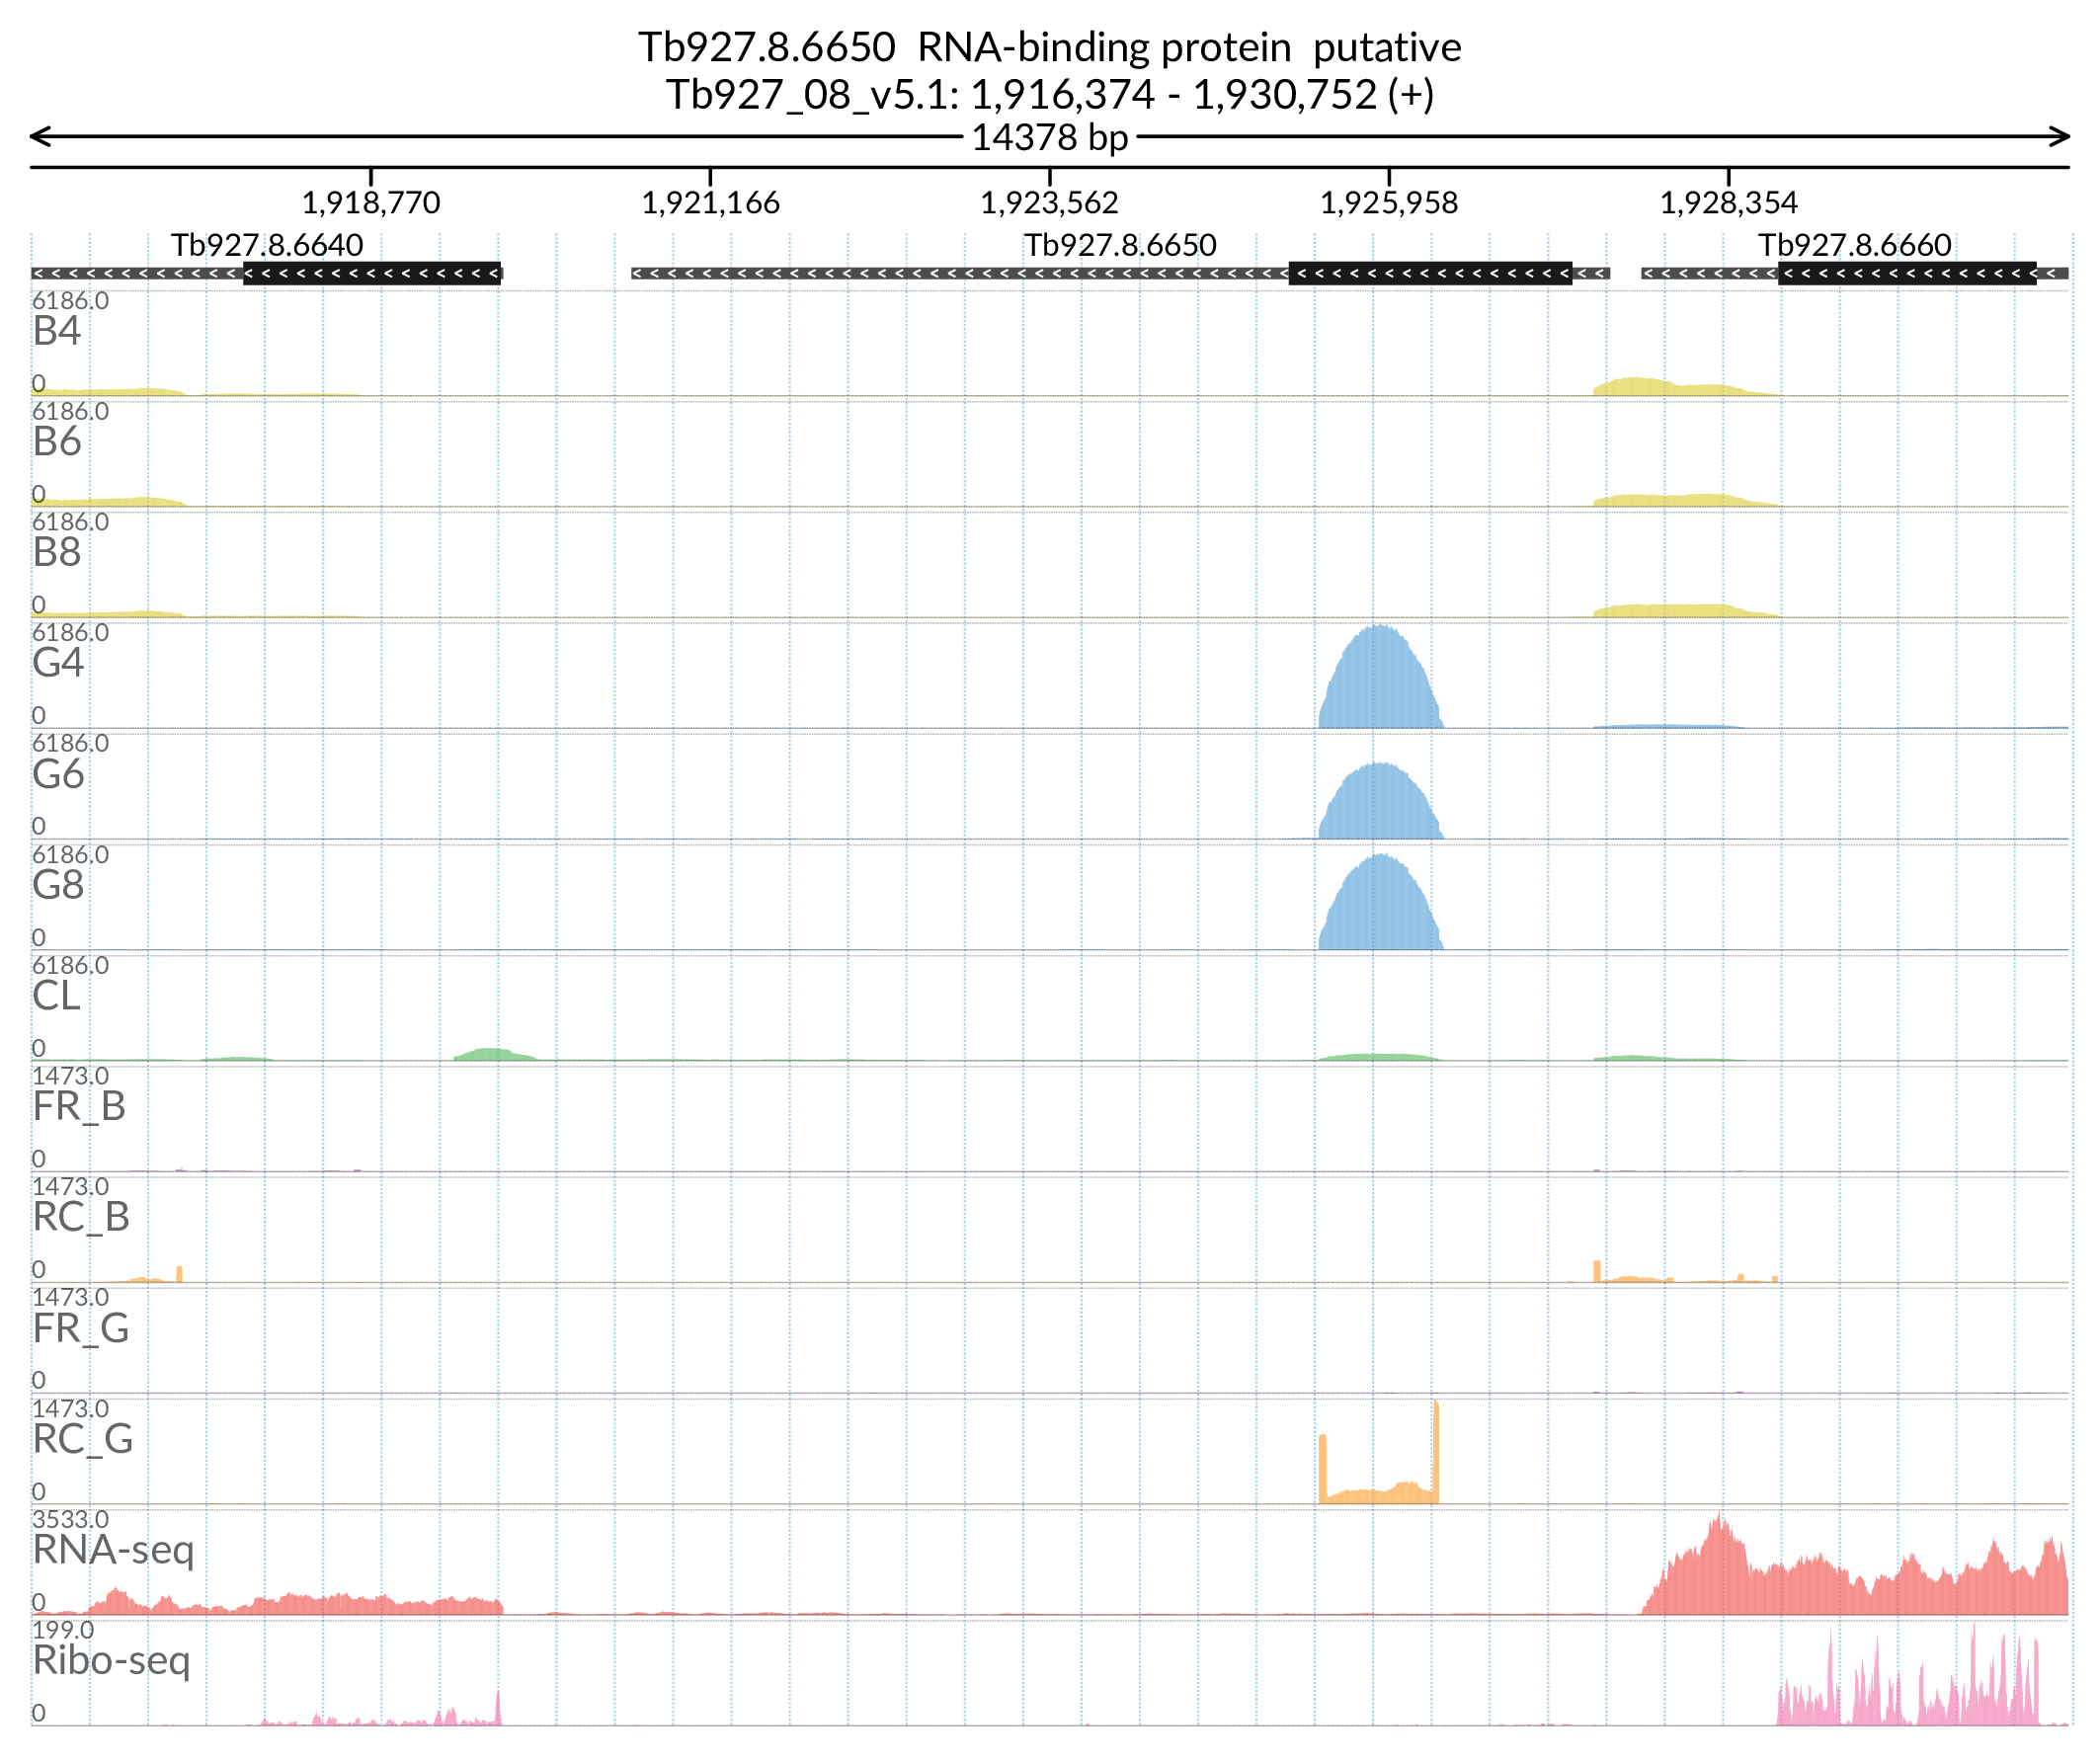 Tb927.8.6650 RNA-binding protein putative
Tb927_08_v5.1: 1,916,374 - 1,930,752 (+)
14378 bp
1,918,770 1,921,166 1,923,562 1,925,958 1,928,354
Tb927.8.6640 Tb927.8.6650 Tb927.8.6660
6186.0
B4
0
6186.0
B6
0
6186.0
B8
0
6186.0
G4
0
6186.0
G6
0
6186.0
G8
0
6186.0
CL
0
1473.0
FR_B
0
1473.0
RC_B
0
1473.0
FR_G
0
1473.0
RC_G
0
3533.0
RNA-seq
0
199.0
Ribo-seq
0